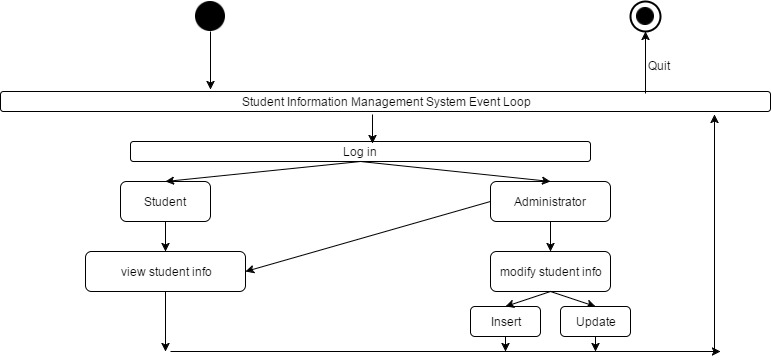 Quit
Student Information Management System Event Loop
Log in
Student
Administrator
view student info
modify student info
Insert
Update